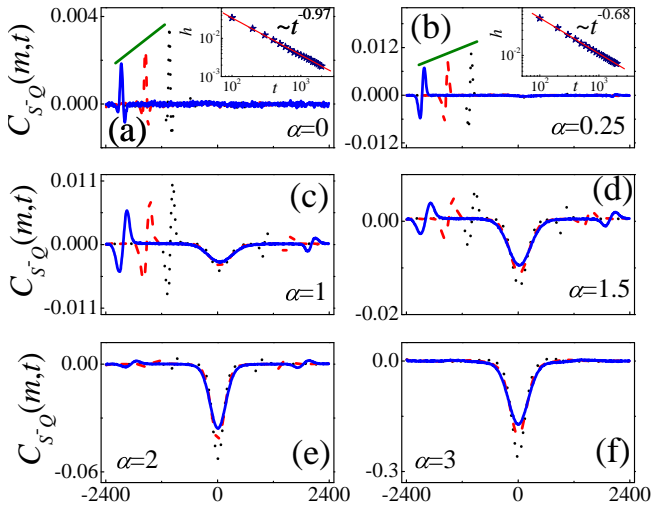 C_{S^-Q}(m,t)
0.003
0.000
(a)
α=0
h
10^{-2}
10^{-3}
~t^{-0.97}
10^2
t
10^3
0.012
0.000
-0.012
(b)
α=0.25
h
10^{-2}
~t^{-0.68}
10^2
t
10^3
C_{S^-Q}(m,t)
0.011
0.000
-0.011
(c)
α=1
0.00
-0.02
(d)
α=1.5
C_{S^-Q}(m,t)
0.00
-0.06
α=2
(e)
-2400
0
2400
0.0
-0.3
α=3
(f)
-2400
0
2400